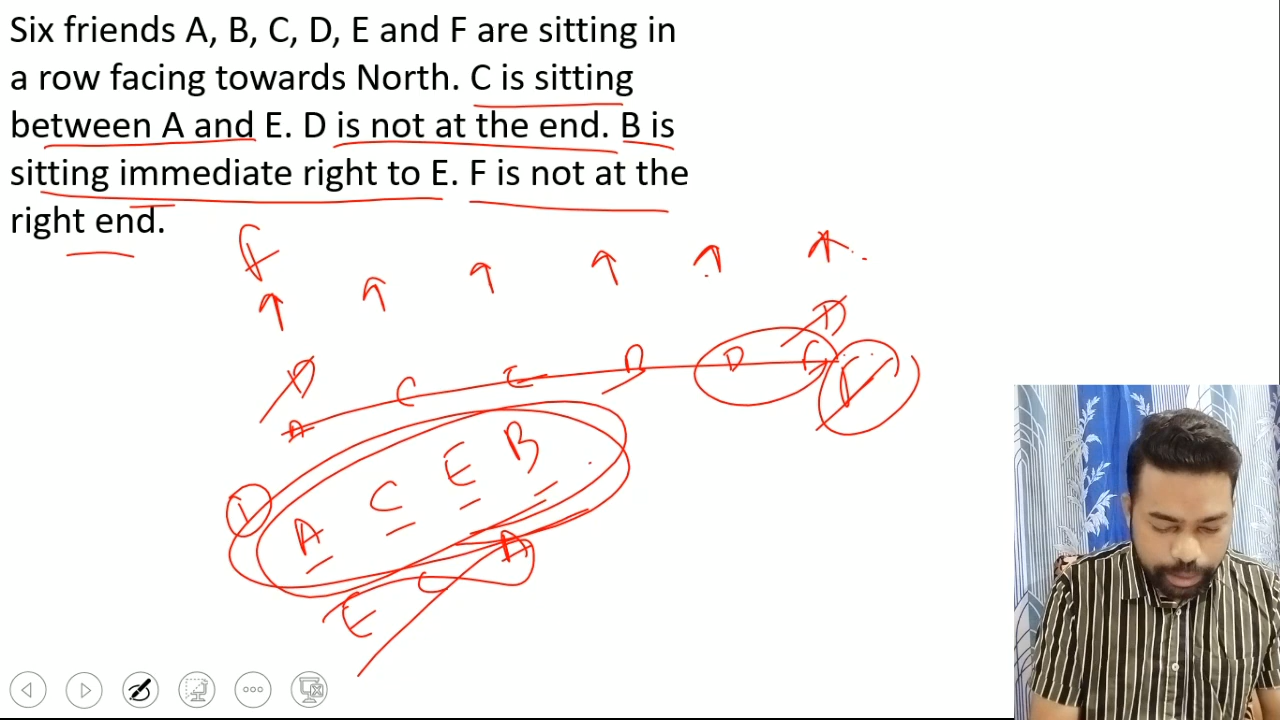 Six friends A, B, C, D, E and F are sitting in
a row facing towards North. C is sitting
between A and E. D is not at the end. B is
sitting immediate right to E. F is not at the
right end.
F
D
D
A C E B D F
A C E B
E C A